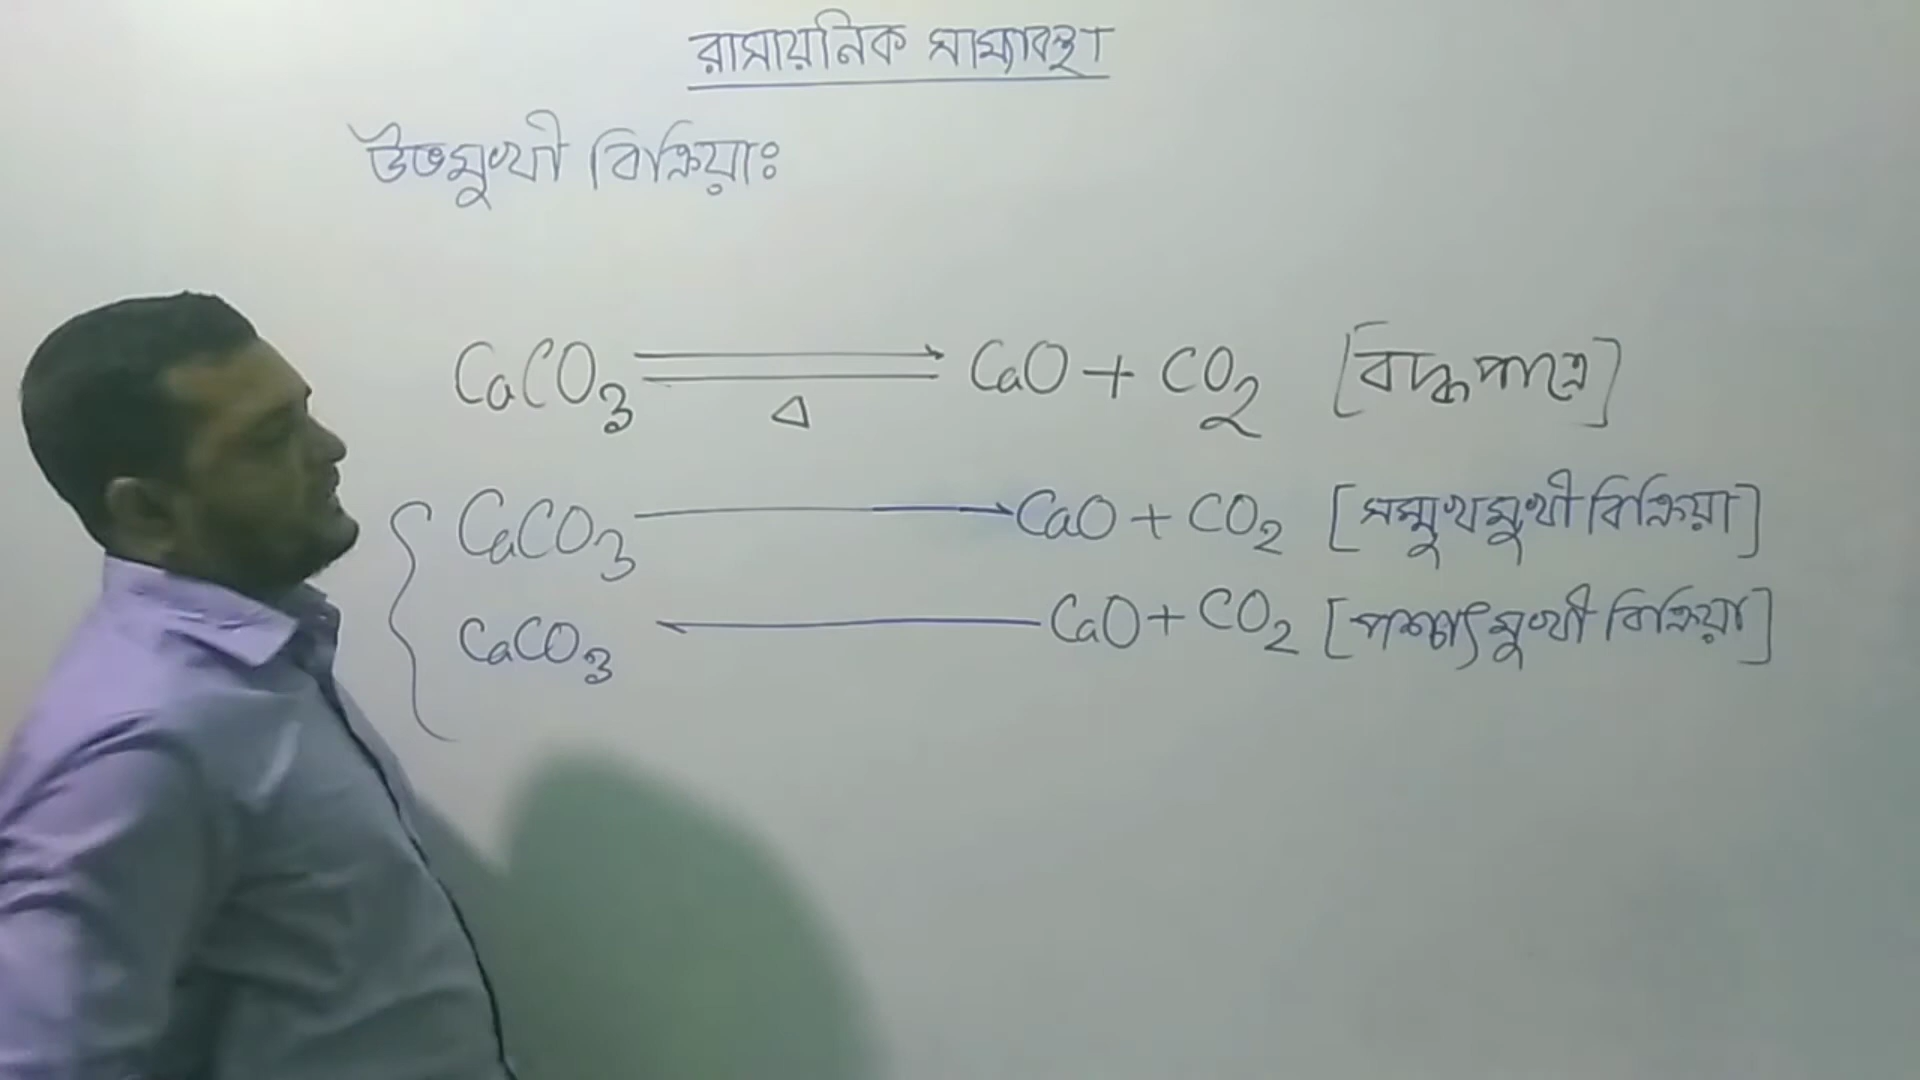 রাসায়নিক সাম্যাবস্থা
উভমুখী বিক্রিয়াঃ
CaCO₃ ⇌ CaO + CO₂ [বদ্ধপাত্রে]
Δ
CaCO₃ → CaO + CO₂ [সম্মুখমুখী বিক্রিয়া]
CaCO₃ ← CaO + CO₂ [পশ্চাৎমুখী বিক্রিয়া]